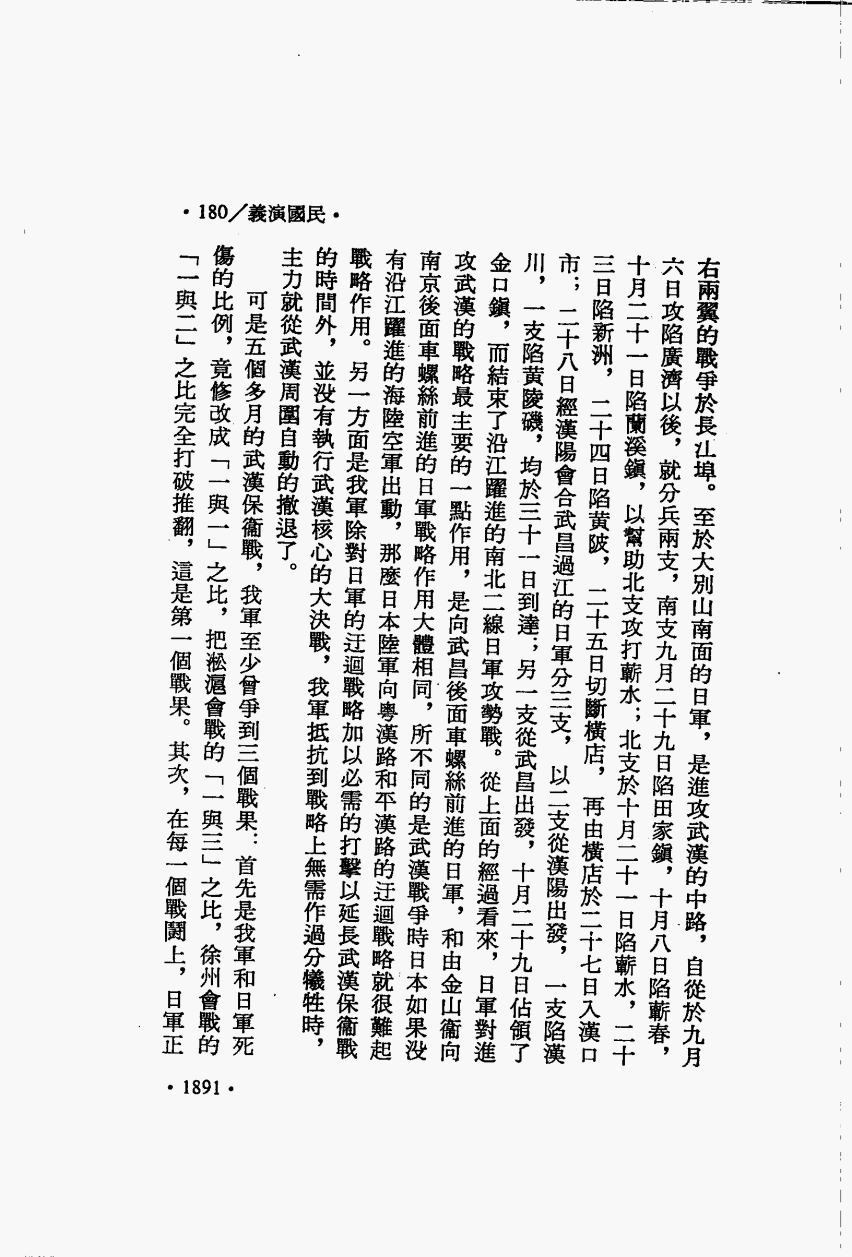 •180／民國演義•
右兩翼的戰爭於長江埠。至於大別山南面的日軍，是進攻武漢的中路，自從於九月
六日攻陷廣濟以後，就分兵兩支，南支九月二十九日陷田家鎮，十月八日陷蘄春，
十月二十一日陷蘭溪鎮，以幫助北支攻打蘄水；北支於十月二十一日陷蘄水，二十
三日陷新洲，二十四日陷黄陂，二十五日切斷橫店，再由橫店於二十七日入漢口
市；二十八日經漢陽會合武昌過江的日軍分三支，以二支從漢陽出發，一支陷漢
川，一支陷黄陵磯，均於三十一日到達；另一支從武昌出發，十月二十九日佔領了
金口鎮，而結束了沿江躍進的南北二線日軍攻勢戰。從上面的經過看來，日軍對進
攻武漢的戰略最主要的一點作用，是向武昌後面車螺絲前進的日軍，和由金山衞向
南京後面車螺絲前進的日軍戰略作用大體相同，所不同的是武漢戰爭時日本如果没
有沿江躍進的海陸空軍出動，那麼日本陸軍向粵漢路和平漢路的迂迴戰略就很難起
戰略作用。另一方面是我軍除對日軍的迂迴戰略加以必需的打擊以延長武漢保衞戰
的時間外，並没有執行武漢核心的大決戰，我軍抵抗到戰略上無需作過分犧牲時，
主力就從武漢周圍自動的撤退了。
可是五個多月的武漢保衞戰，我軍至少曾爭到三個戰果：首先是我軍和日軍死
傷的比例，竟修改成「一與一」之比，把淞滬會戰的「一與三」之比，徐州會戰的
「一與二」之比完全打破推翻，這是第一個戰果。其次，在每一個戰鬪上，日軍正
•1891•